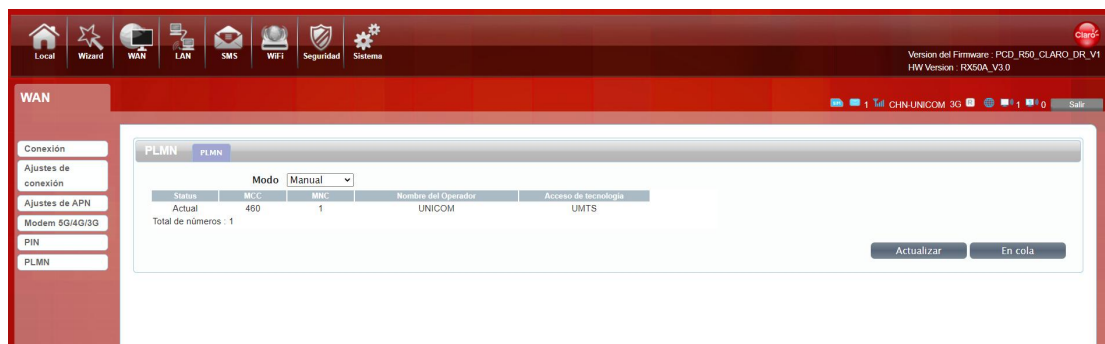 Local Wizard WAN LAN SMS WiFi Seguridad Sistema
Claro
Version del Firmware : PCD_R50_CLARO_DR_V1
HW Version : RX50A_V3.0
WAN
1 CHN-UNICOM 3G R 1 0 Salir
Conexión
Ajustes de
conexión
Ajustes de APN
Modem 5G/4G/3G
PIN
PLMN
PLMN PLMN
Modo Manual
Status MCC MNC Nombre del Operador Acceso de tecnología
Actual 460 1 UNICOM UMTS
Total de números : 1
Actualizar En cola